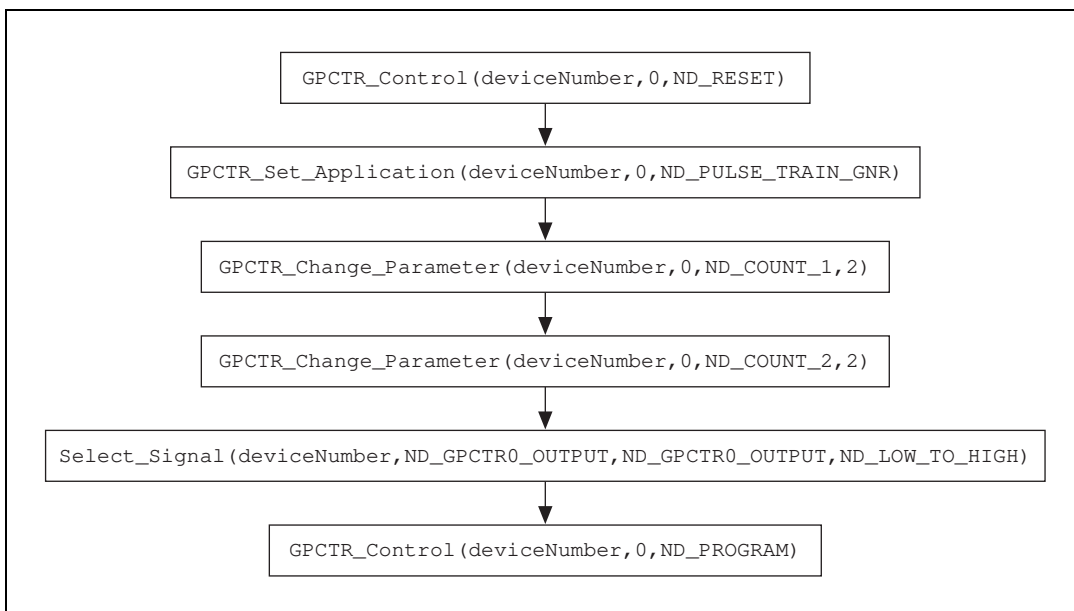 GPCTR_Control(deviceNumber,0,ND_RESET)
GPCTR_Set_Application(deviceNumber,0,ND_PULSE_TRAIN_GNR)
GPCTR_Change_Parameter(deviceNumber,0,ND_COUNT_1,2)
GPCTR_Change_Parameter(deviceNumber,0,ND_COUNT_2,2)
Select_Signal(deviceNumber,ND_GPCTR0_OUTPUT,ND_GPCTR0_OUTPUT,ND_LOW_TO_HIGH)
GPCTR_Control(deviceNumber,0,ND_PROGRAM)